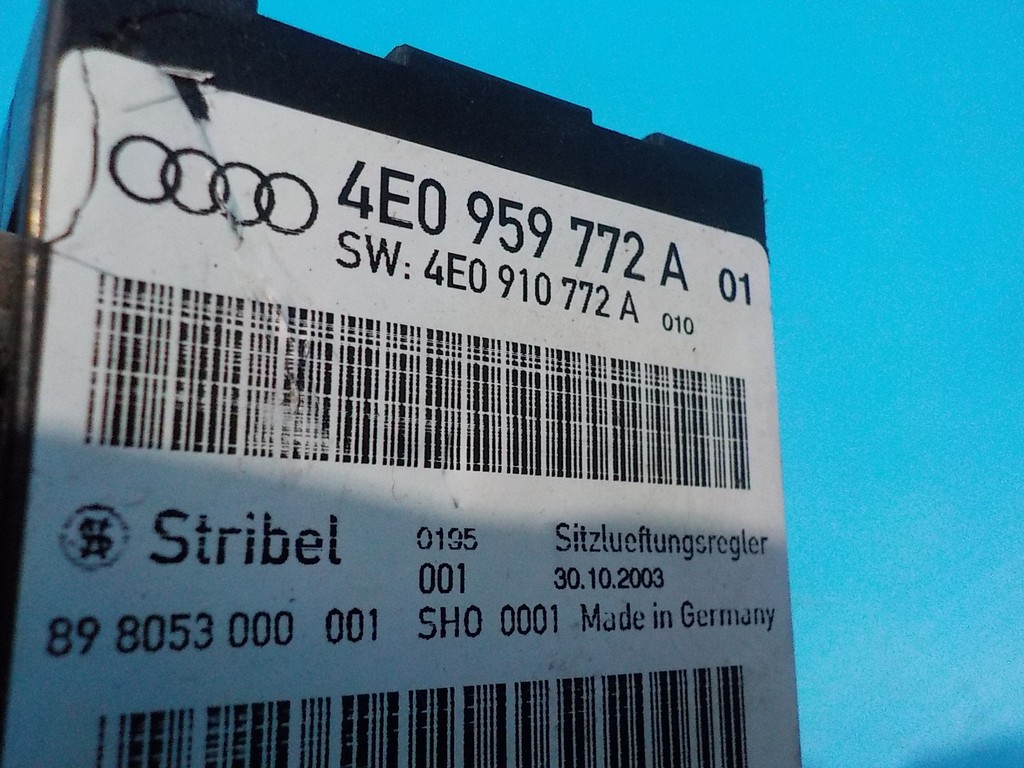 4E0 959 772 A 01
SW: 4E0 910 772 A 010
Stribel 0195 Sitzlueftungsregler
001 30.10.2003
89 8053 000 001 SH0 0001 Made in Germany